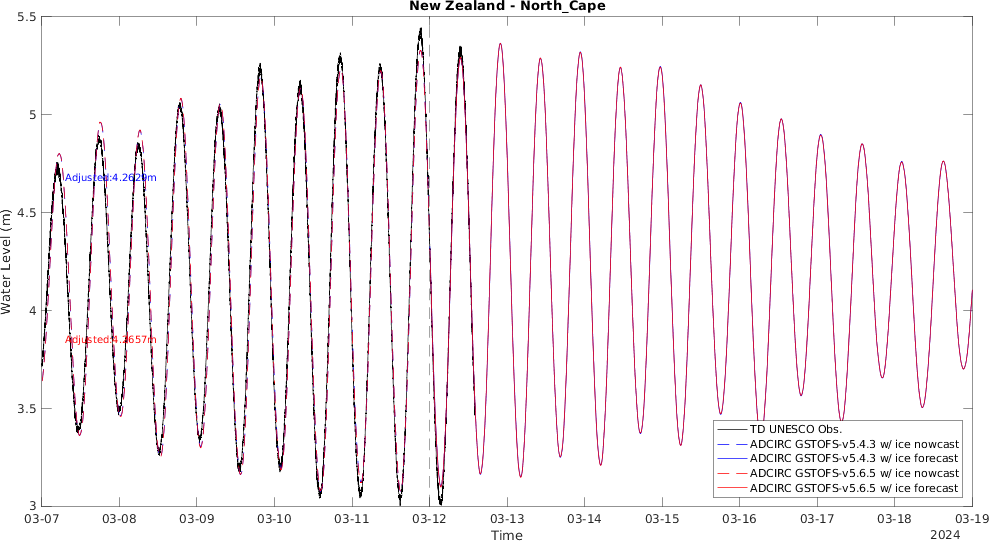 New Zealand - North_Cape
5.5
5
4.5
4
3.5
3
Water Level (m)
Adjusted:4.2629m
Adjusted:4.2657m
TD UNESCO Obs.
ADCIRC GSTOFS-v5.4.3 w/ ice nowcast
ADCIRC GSTOFS-v5.4.3 w/ ice forecast
ADCIRC GSTOFS-v5.6.5 w/ ice nowcast
ADCIRC GSTOFS-v5.6.5 w/ ice forecast
03-07 03-08 03-09 03-10 03-11 03-12 03-13 03-14 03-15 03-16 03-17 03-18 03-19
Time
2024